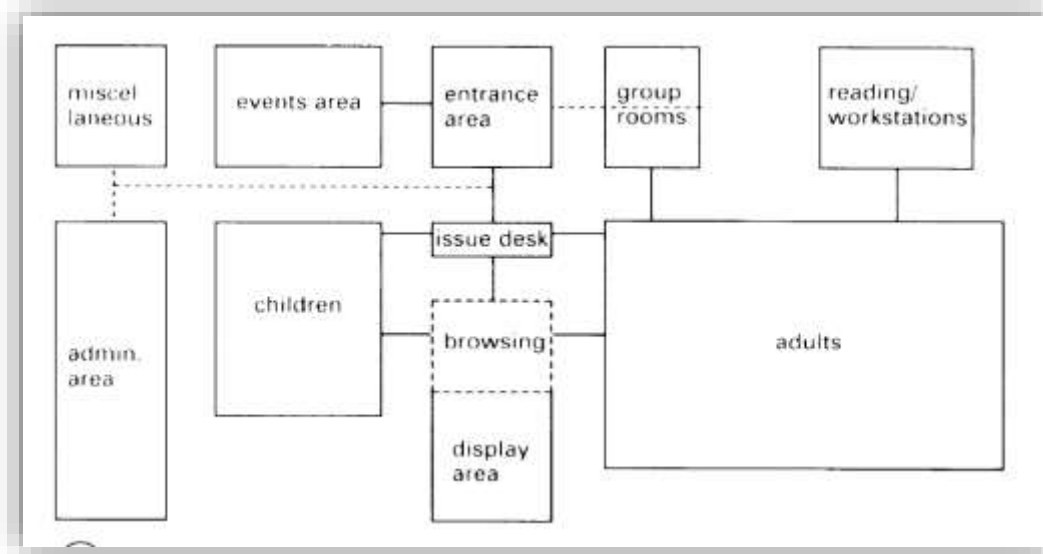 miscel
laneous
events area
entrance
area
group
rooms
reading/
workstations
issue desk
children
browsing
adults
admin.
area
display
area